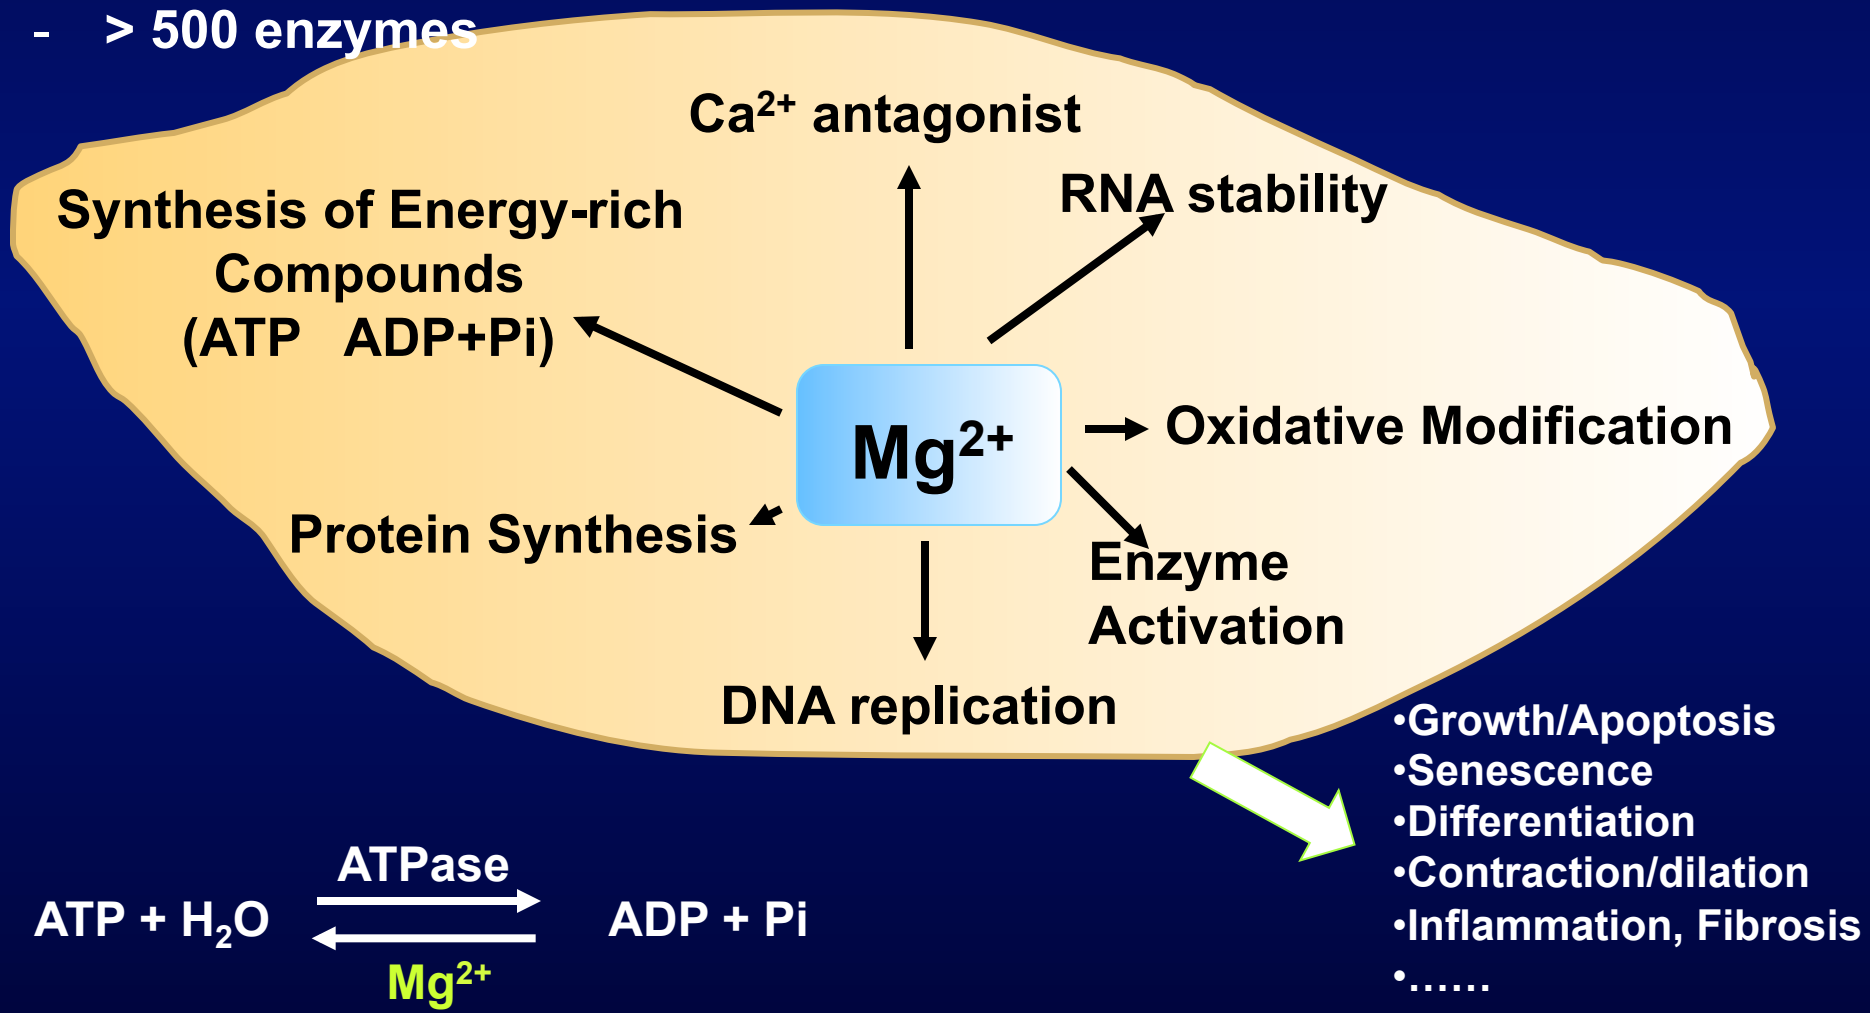 - > 500 enzymes
Ca²⁺ antagonist
RNA stability
Synthesis of Energy-rich
Compounds
(ATP ADP+Pi)
Mg²⁺
Oxidative Modification
Protein Synthesis
Enzyme
Activation
DNA replication
•Growth/Apoptosis
•Senescence
•Differentiation
•Contraction/dilation
•Inflammation, Fibrosis
•......
ATPase
ATP + H₂O ADP + Pi
Mg²⁺